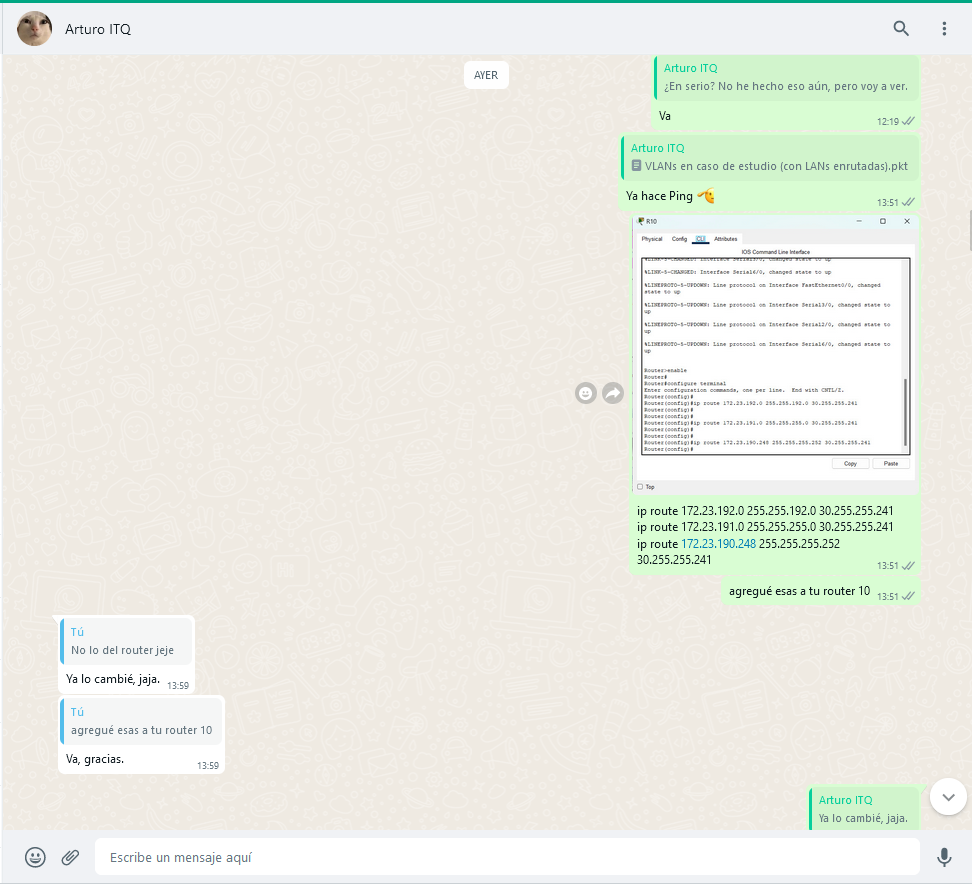 Arturo ITQ
AYER
Arturo ITQ
¿En serio? No he hecho eso aún, pero voy a ver.
Va
12:19
Arturo ITQ
VLANs en caso de estudio (con LANs enrutadas).pkt
Ya hace Ping
13:51
R10
Physical Config CLI Attributes
IOS Command Line Interface
%LINK-5-CHANGED: Interface Serial3/0, changed state to up
%LINK-5-CHANGED: Interface Serial6/0, changed state to up
%LINEPROTO-5-UPDOWN: Line protocol on Interface FastEthernet0/0, changed
state to up
%LINEPROTO-5-UPDOWN: Line protocol on Interface Serial3/0, changed state to
up
%LINEPROTO-5-UPDOWN: Line protocol on Interface Serial2/0, changed state to
up
%LINEPROTO-5-UPDOWN: Line protocol on Interface Serial6/0, changed state to
up
Router>enable
Router#
Router#configure terminal
Enter configuration commands, one per line. End with CNTL/Z.
Router(config)#
Router(config)#ip route 172.23.192.0 255.255.192.0 30.255.255.241
Router(config)#
Router(config)#
Router(config)#ip route 172.23.191.0 255.255.255.0 30.255.255.241
Router(config)#
Router(config)#
Router(config)#ip route 172.23.190.248 255.255.255.252 30.255.255.241
Router(config)#
Copy Paste
Top
ip route 172.23.192.0 255.255.192.0 30.255.255.241
ip route 172.23.191.0 255.255.255.0 30.255.255.241
ip route 172.23.190.248 255.255.255.252
30.255.255.241
13:51
agregué esas a tu router 10
13:51
Tú
No lo del router jeje
Ya lo cambié, jaja.
13:59
Tú
agregué esas a tu router 10
Va, gracias.
13:59
Arturo ITQ
Ya lo cambié, jaja.
Escribe un mensaje aquí